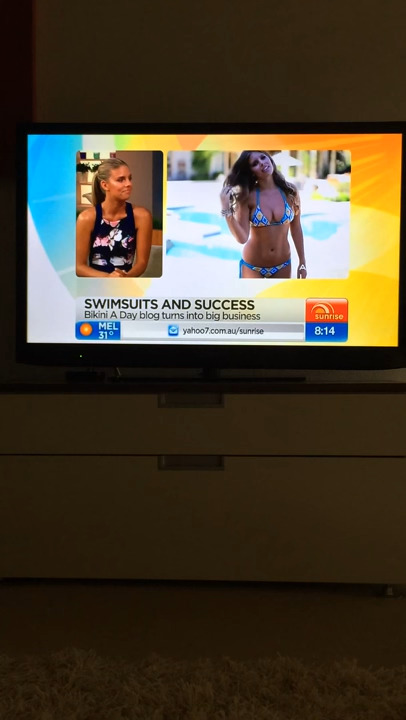 SWIMSUITS AND SUCCESS
Bikini A Day blog turns into big business
sunrise
MEL
31°
yahoo7.com.au/sunrise
8:14